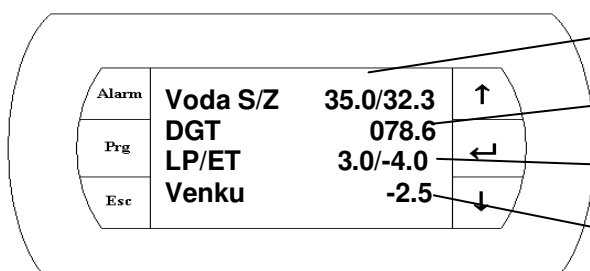 Alarm
Prg
Esc
Voda S/Z 35.0/32.3
DGT 078.6
LP/ET 3.0/-4.0
Venku -2.5
↑
↵
↓